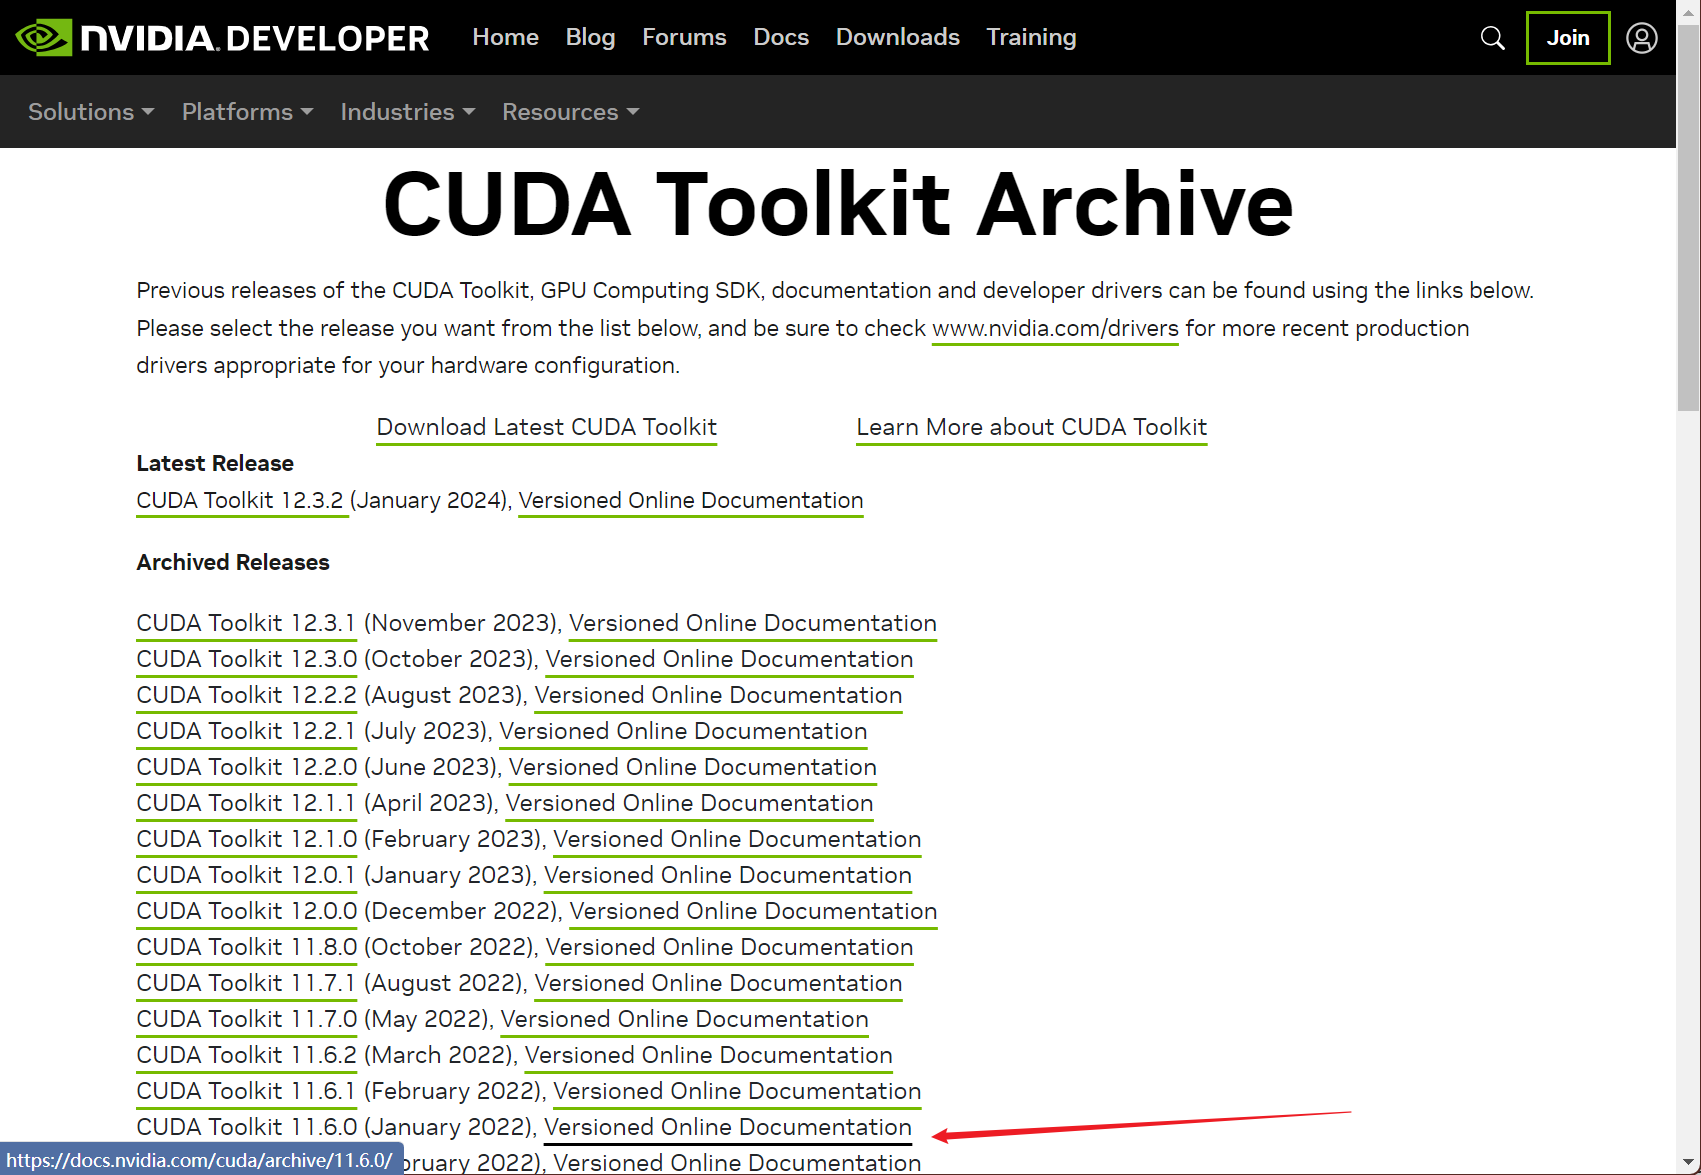 NVIDIA. DEVELOPER Home Blog Forums Docs Downloads Training Join
Solutions Platforms Industries Resources
CUDA Toolkit Archive
Previous releases of the CUDA Toolkit, GPU Computing SDK, documentation and developer drivers can be found using the links below.
Please select the release you want from the list below, and be sure to check www.nvidia.com/drivers for more recent production
drivers appropriate for your hardware configuration.
Download Latest CUDA Toolkit Learn More about CUDA Toolkit
Latest Release
CUDA Toolkit 12.3.2 (January 2024), Versioned Online Documentation
Archived Releases
CUDA Toolkit 12.3.1 (November 2023), Versioned Online Documentation
CUDA Toolkit 12.3.0 (October 2023), Versioned Online Documentation
CUDA Toolkit 12.2.2 (August 2023), Versioned Online Documentation
CUDA Toolkit 12.2.1 (July 2023), Versioned Online Documentation
CUDA Toolkit 12.2.0 (June 2023), Versioned Online Documentation
CUDA Toolkit 12.1.1 (April 2023), Versioned Online Documentation
CUDA Toolkit 12.1.0 (February 2023), Versioned Online Documentation
CUDA Toolkit 12.0.1 (January 2023), Versioned Online Documentation
CUDA Toolkit 12.0.0 (December 2022), Versioned Online Documentation
CUDA Toolkit 11.8.0 (October 2022), Versioned Online Documentation
CUDA Toolkit 11.7.1 (August 2022), Versioned Online Documentation
CUDA Toolkit 11.7.0 (May 2022), Versioned Online Documentation
CUDA Toolkit 11.6.2 (March 2022), Versioned Online Documentation
CUDA Toolkit 11.6.1 (February 2022), Versioned Online Documentation
CUDA Toolkit 11.6.0 (January 2022), Versioned Online Documentation
https://docs.nvidia.com/cuda/archive/11.6.0/ bruary 2022), Versioned Online Documentation